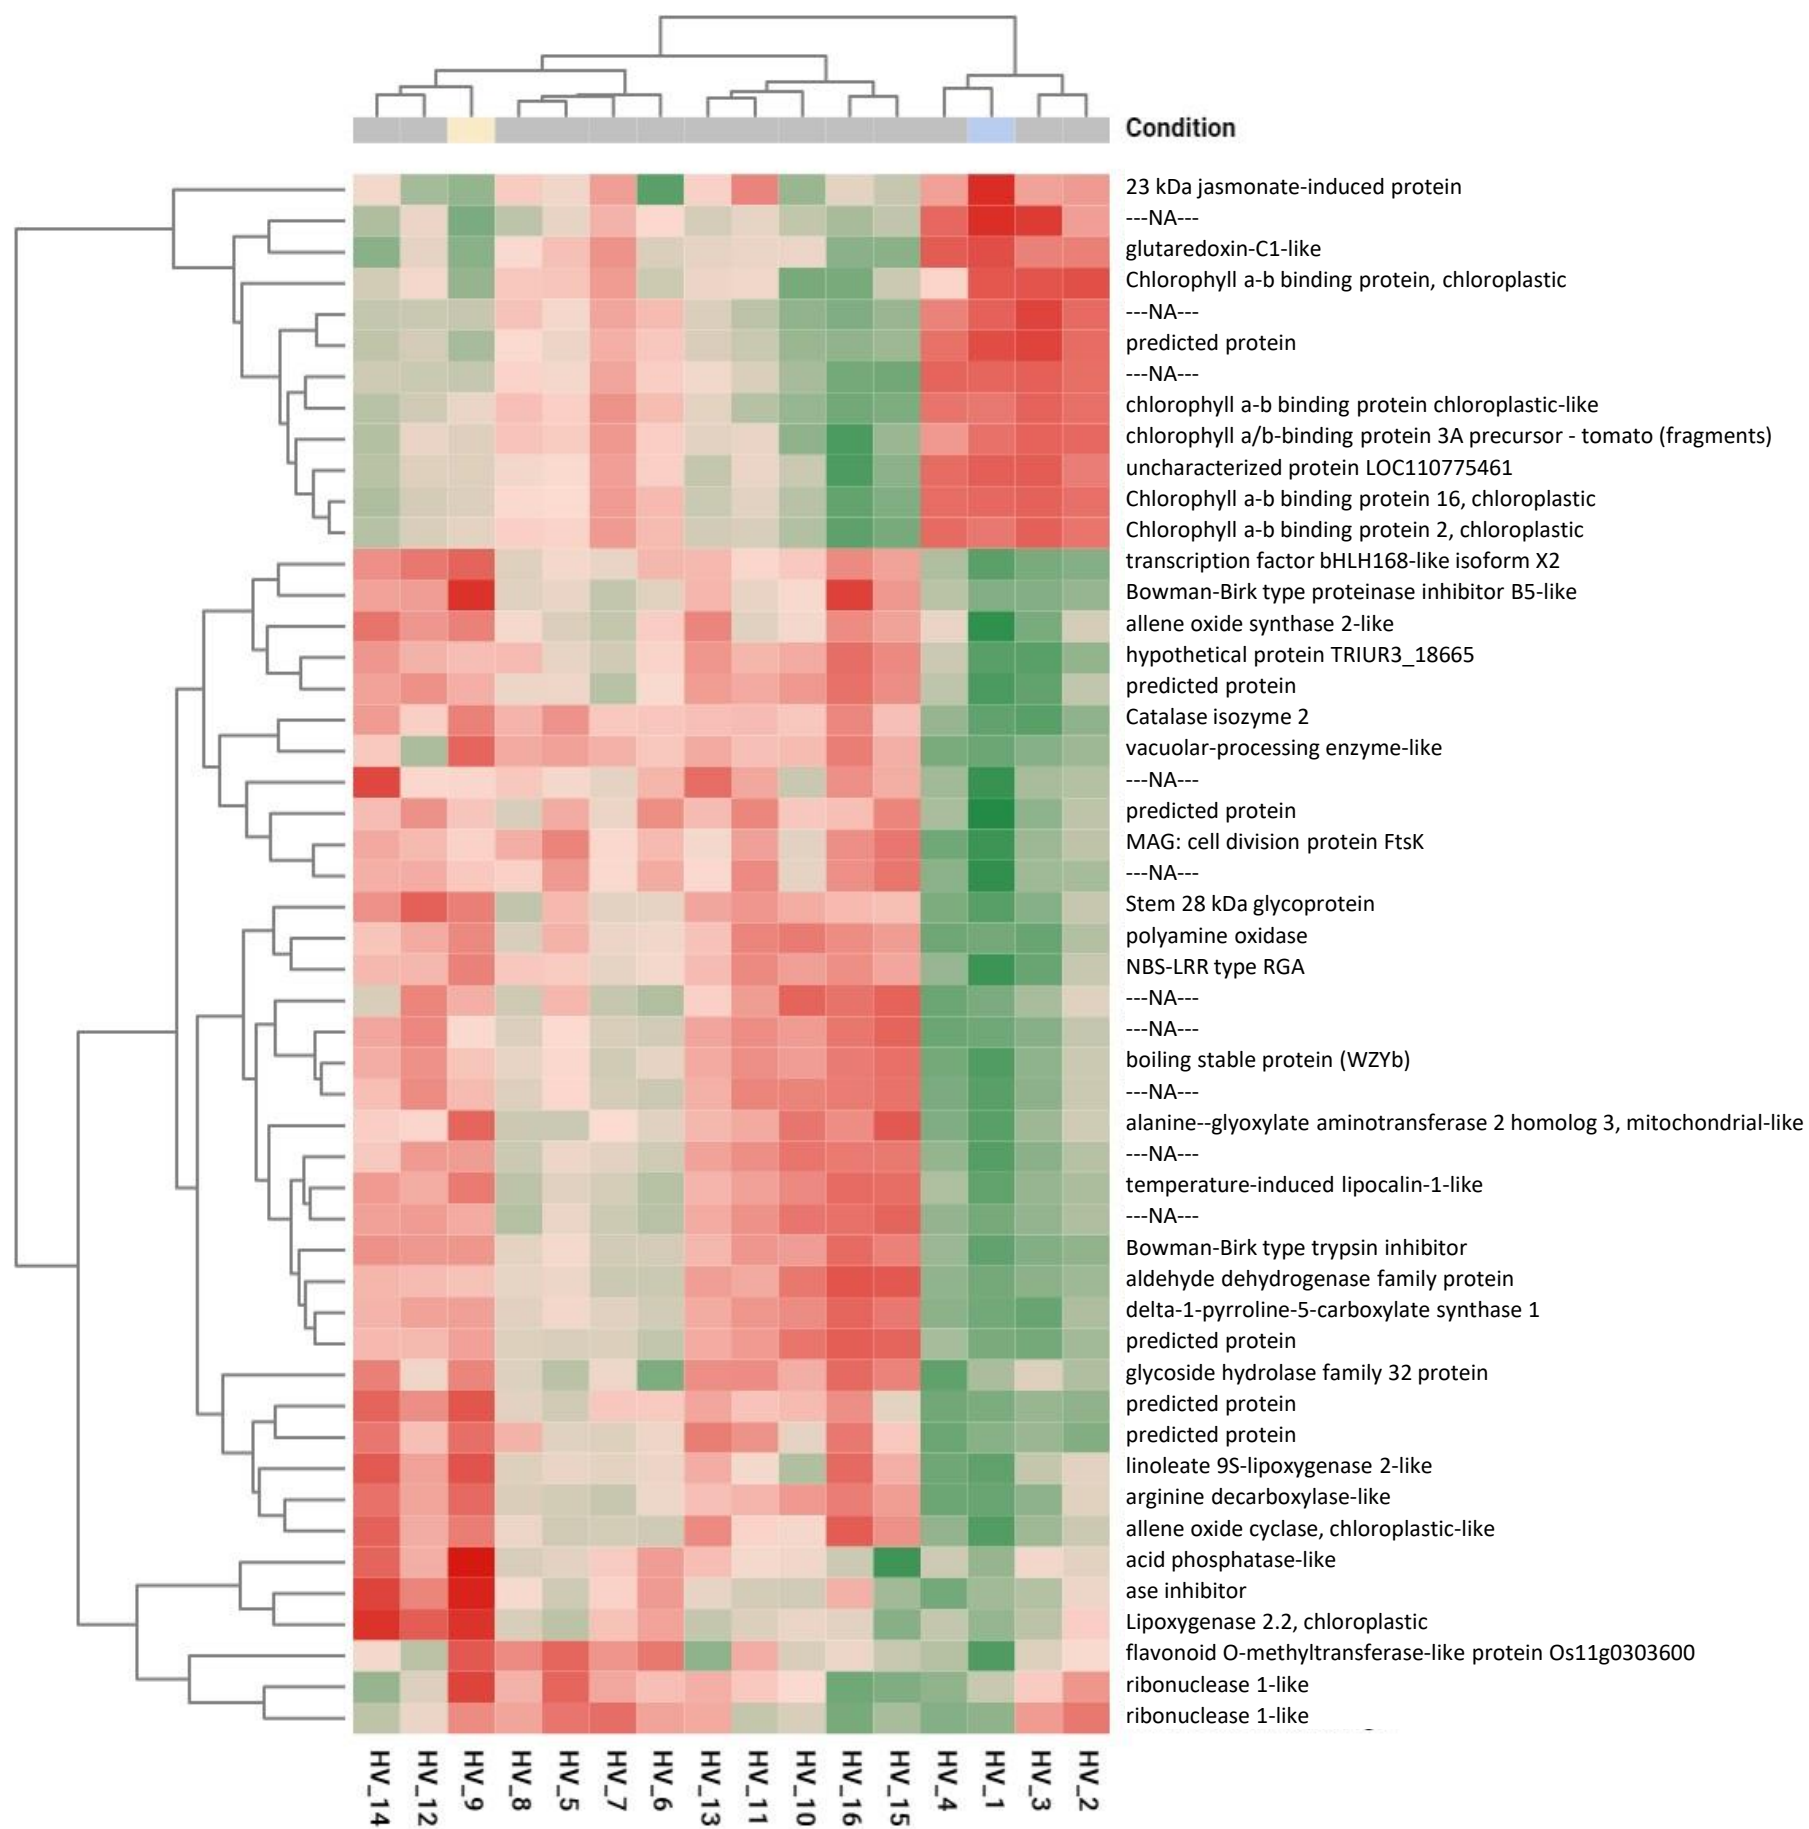 Condition
23 kDa jasmonate-induced protein
---NA---
glutaredoxin-C1-like
Chlorophyll a-b binding protein, chloroplastic
---NA---
predicted protein
---NA---
chlorophyll a-b binding protein chloroplastic-like
chlorophyll a/b-binding protein 3A precursor - tomato (fragments)
uncharacterized protein LOC110775461
Chlorophyll a-b binding protein 16, chloroplastic
Chlorophyll a-b binding protein 2, chloroplastic
transcription factor bHLH168-like isoform X2
Bowman-Birk type proteinase inhibitor B5-like
allene oxide synthase 2-like
hypothetical protein TRIUR3_18665
predicted protein
Catalase isozyme 2
vacuolar-processing enzyme-like
---NA---
predicted protein
MAG: cell division protein FtsK
---NA---
Stem 28 kDa glycoprotein
polyamine oxidase
NBS-LRR type RGA
---NA---
---NA---
boiling stable protein (WZYb)
---NA---
alanine--glyoxylate aminotransferase 2 homolog 3, mitochondrial-like
---NA---
temperature-induced lipocalin-1-like
---NA---
Bowman-Birk type trypsin inhibitor
aldehyde dehydrogenase family protein
delta-1-pyrroline-5-carboxylate synthase 1
predicted protein
glycoside hydrolase family 32 protein
predicted protein
predicted protein
linoleate 9S-lipoxygenase 2-like
arginine decarboxylase-like
allene oxide cyclase, chloroplastic-like
acid phosphatase-like
ase inhibitor
Lipoxygenase 2.2, chloroplastic
flavonoid O-methyltransferase-like protein Os11g0303600
ribonuclease 1-like
ribonuclease 1-like
HV_14
HV_12
HV_9
HV_8
HV_5
HV_7
HV_6
HV_13
HV_11
HV_10
HV_16
HV_15
HV_4
HV_1
HV_3
HV_2